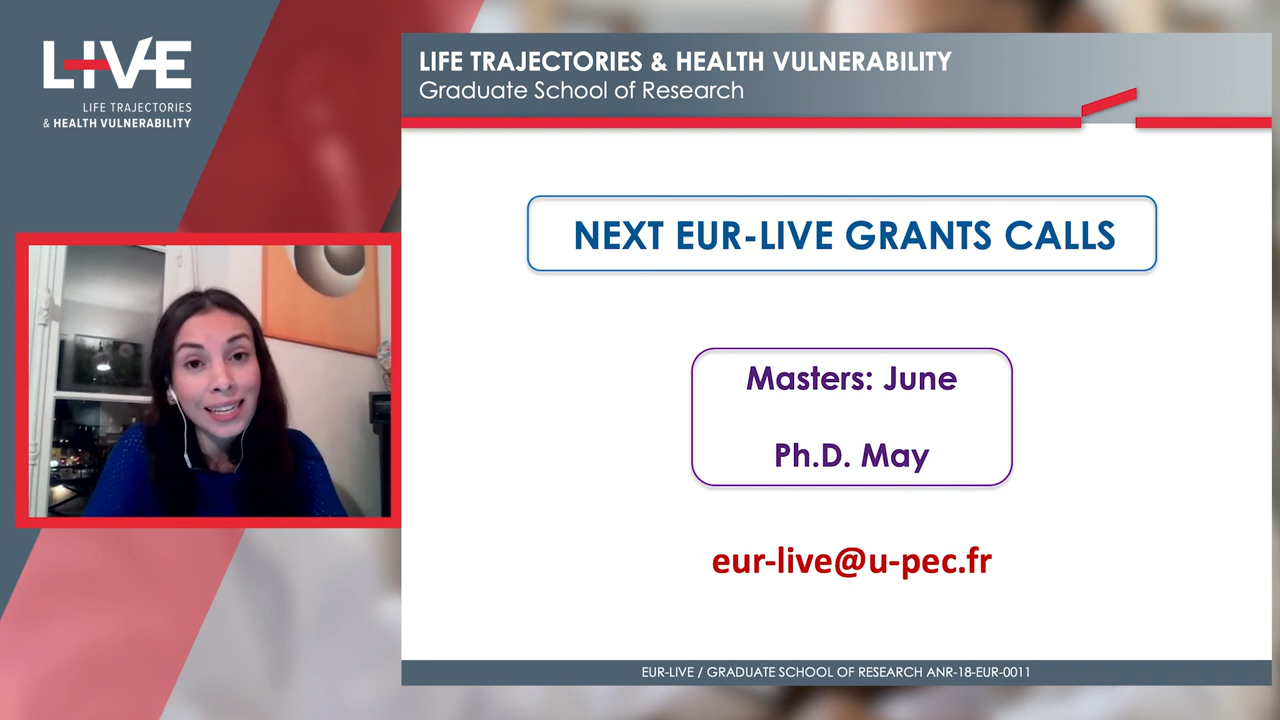 LIVE
LIFE TRAJECTORIES
& HEALTH VULNERABILITY
LIFE TRAJECTORIES & HEALTH VULNERABILITY
Graduate School of Research
NEXT EUR-LIVE GRANTS CALLS
Masters: June
Ph.D. May
eur-live@u-pec.fr
EUR-LIVE / GRADUATE SCHOOL OF RESEARCH ANR-18-EUR-0011